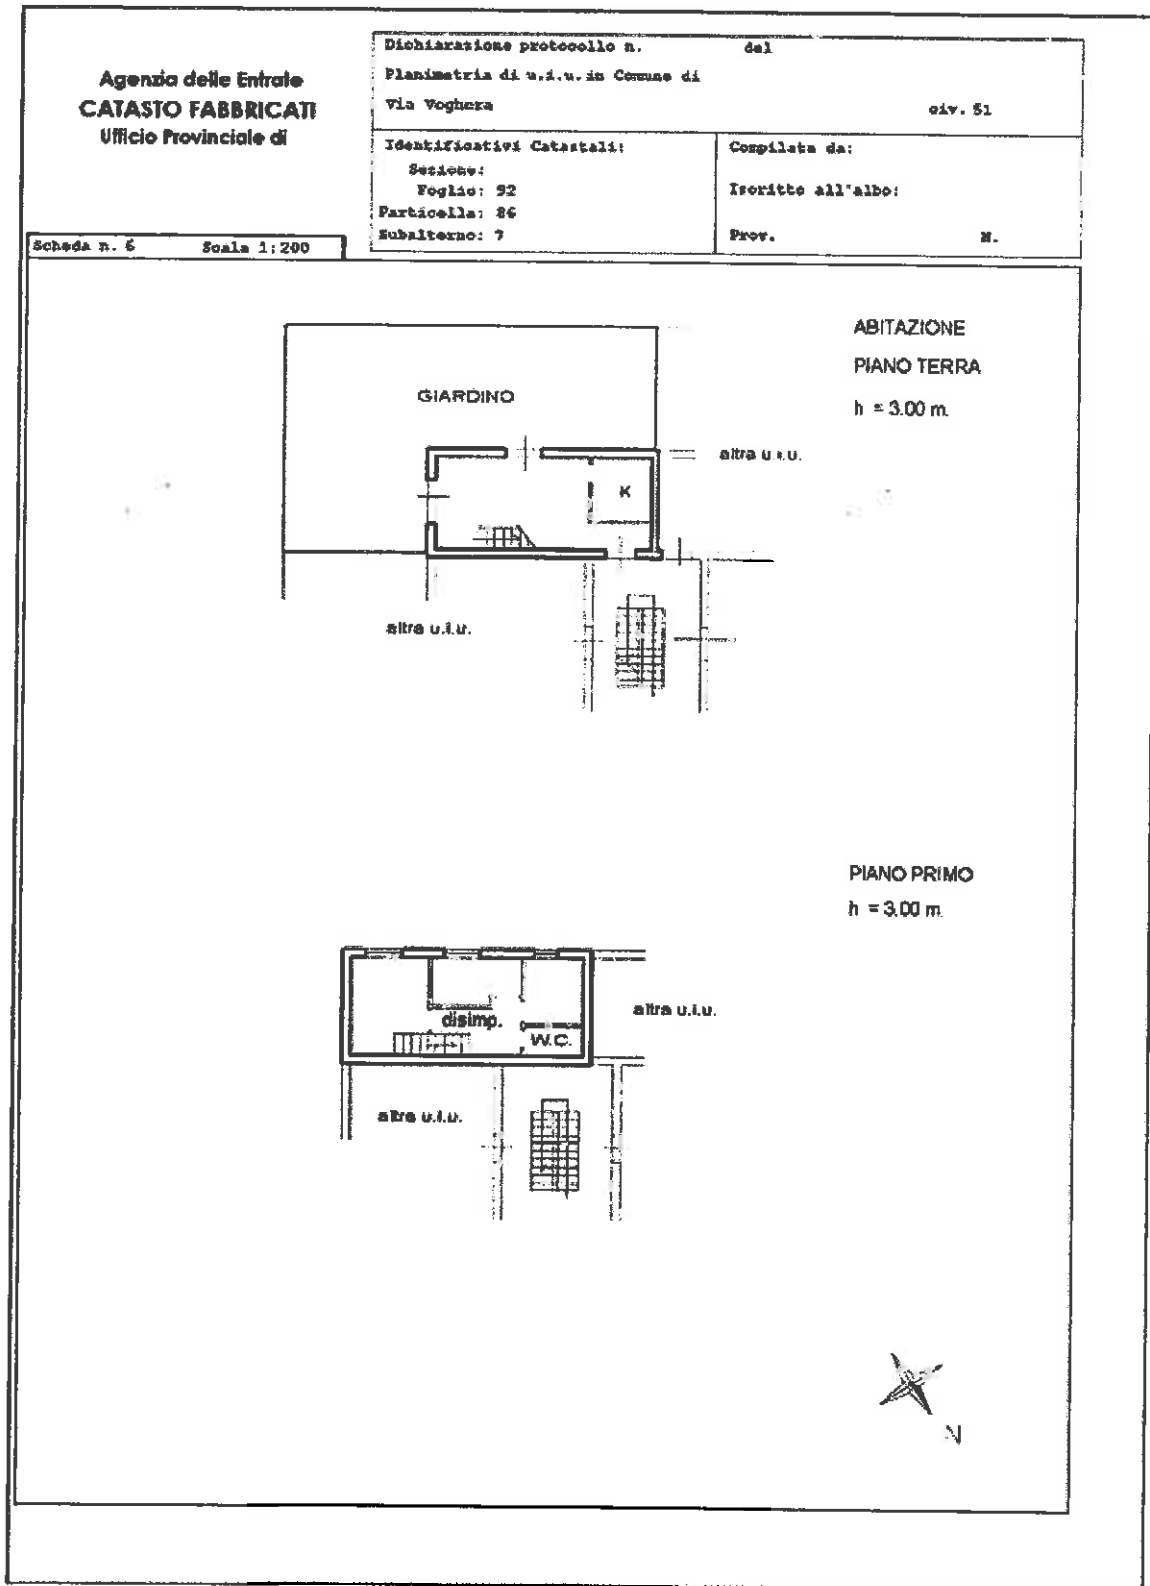 Agenzia delle Entrate
CATASTO FABBRICATI
Ufficio Provinciale di
Dichiarazione protocollo n. del
Planimetria di u.i.u. in Comune di
Via Voghera civ. 51
Identificativi Catastali:
Sezione:
Foglio: 92
Particella: 86
Subalterno: 7
Compilata da:
Iscritto all'albo:
Prov. N.
Scheda n. 6 Scala 1:200
ABITAZIONE
PIANO TERRA
h = 3.00 m.
GIARDINO
altra u.i.u.
K
altra u.i.u.
PIANO PRIMO
h = 3.00 m
altra u.i.u.
disimp.
W.C.
altra u.i.u.
N